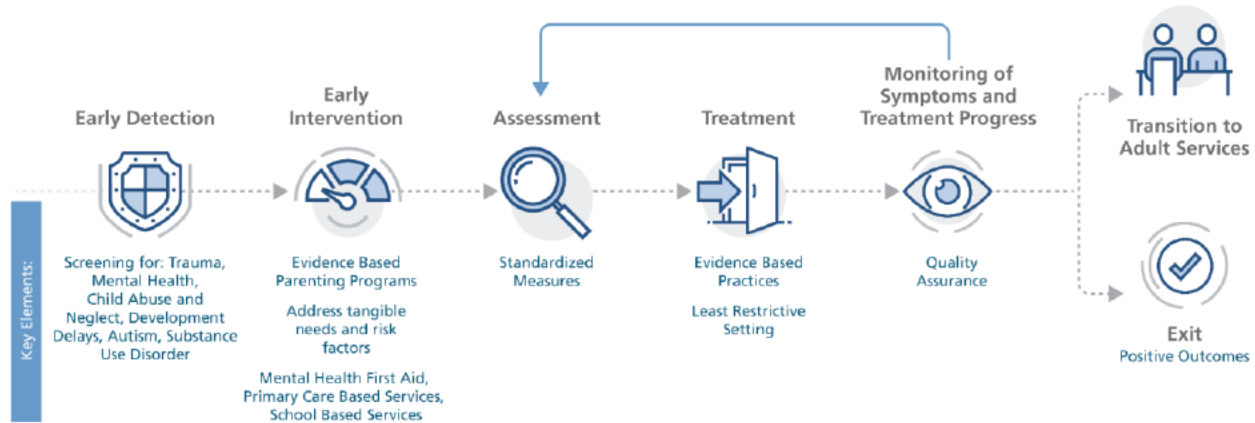 Early Detection
Screening for: Trauma,
Mental Health,
Child Abuse and
Neglect, Development
Delays, Autism, Substance
Use Disorder
Early
Intervention
Evidence Based
Parenting Programs
Address tangible
needs and risk
factors
Mental Health First Aid,
Primary Care Based Services,
School Based Services
Assessment
Standardized
Measures
Treatment
Evidence Based
Practices
Least Restrictive
Setting
Monitoring of
Symptoms and
Treatment Progress
Quality
Assurance
Transition to
Adult Services
Exit
Positive Outcomes
Key Elements: